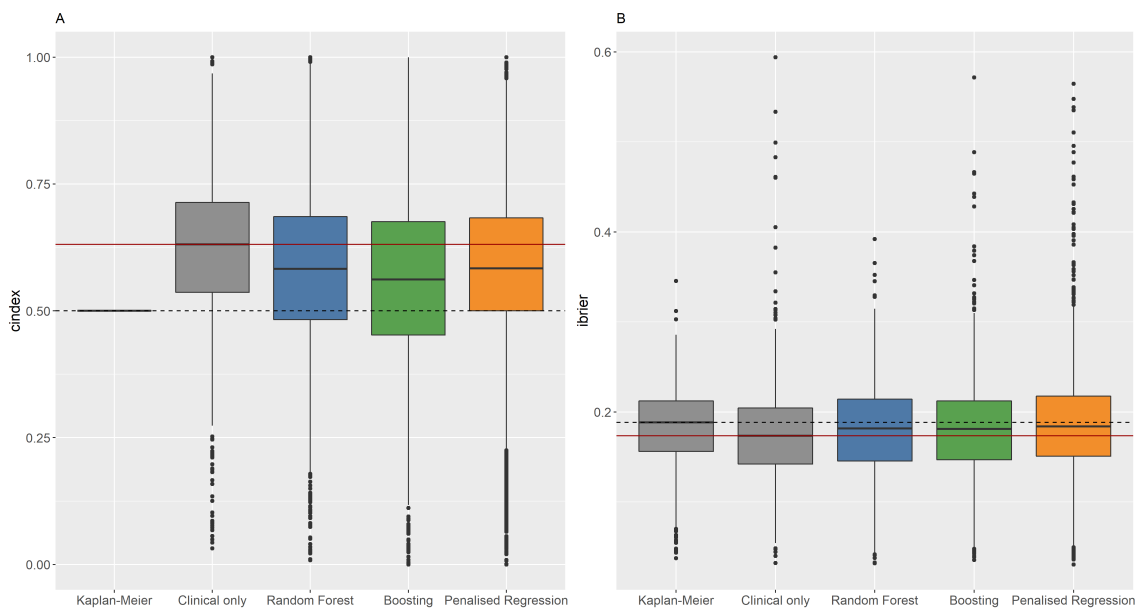 A
1.00
0.75
0.50
0.25
0.00
cindex
Kaplan-Meier Clinical only Random Forest Boosting Penalised Regression
B
0.6
0.4
0.2
ibrier
Kaplan-Meier Clinical only Random Forest Boosting Penalised Regression